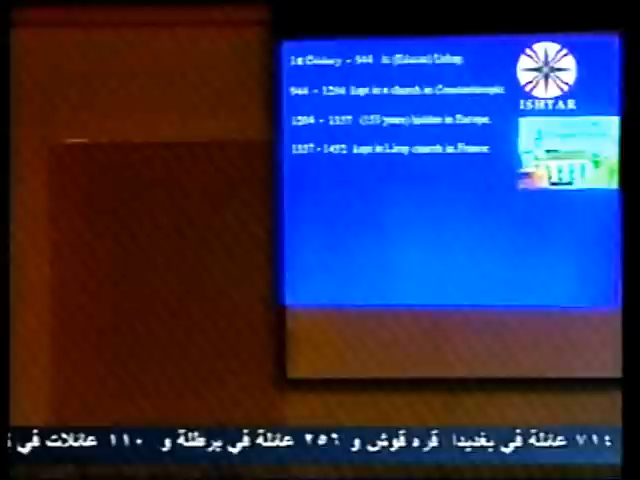 1st Century - 944 in (Edessa) Turkey.
944 - 1204 kept in a church in Constantinople.
1204 - 1357 (153 years) hidden in Europe.
1357 - 1452 kept in Lirey church in France.
ISHTAR
٧١٤ عائلة في بغديدا قره قوش و ٢٥٦ عائلة في برطلة و ١١٠ عائلات في